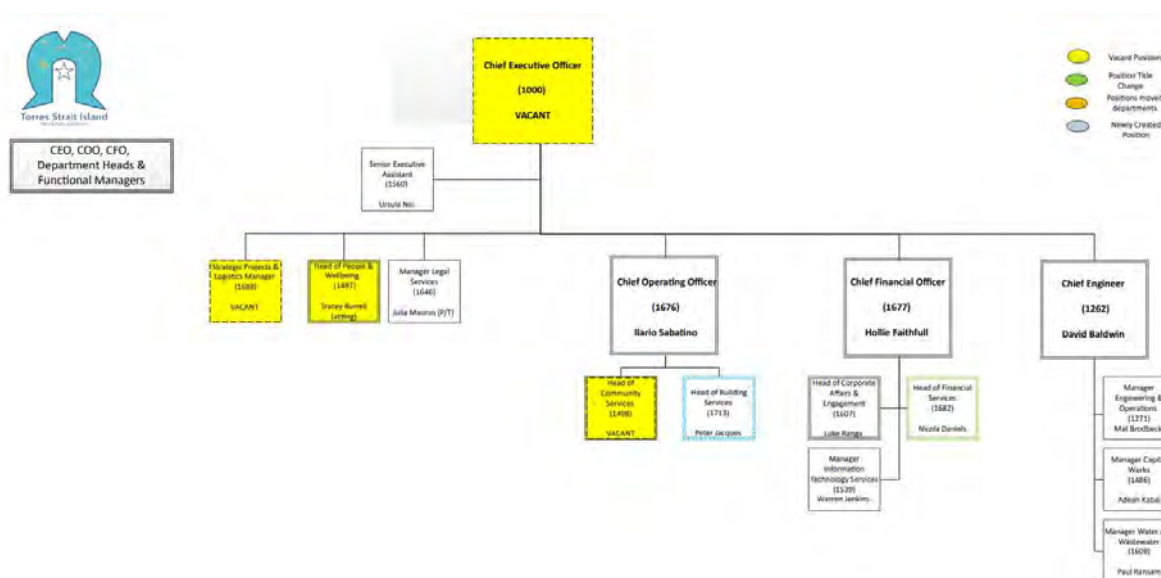 Torres Strait Island
CEO, COO, CFO,
Department Heads &
Functional Managers
Chief Executive Officer
(1000)
VACANT
Vacant Position
Position Title
Change
Positions moved
departments
Newly Created
Position
Senior Executive
Assistant
(1560)
Ursula Nai
Strategic Projects &
Logistics Manager
VACANT
Head of People &
Wellbeing
(1487)
Tracey Burrell
(acting)
Manager Legal
Services
(1646)
Julia Maurus (P/T)
Chief Operating Officer
(1676)
Ilario Sabatino
Chief Financial Officer
(1677)
Hollie Faithfull
Chief Engineer
(1262)
David Baldwin
Head of
Community
Services
(1498)
VACANT
Head of Building
Services
(1713)
Peter Jacques
Head of Corporate
Affairs &
Engagement
(1607)
Luke Ranga
Head of Financial
Services
(1682)
Nicola Daniels
Manager
Information
Technology Services
(1539)
Warren Jenkins
Manager
Engineering &
Operations
(1271)
Mat Brodbeck
Manager Capit
Works
(1486)
Adeah Kabai
Manager Water
Wastewater
(1609)
Paul Ransam